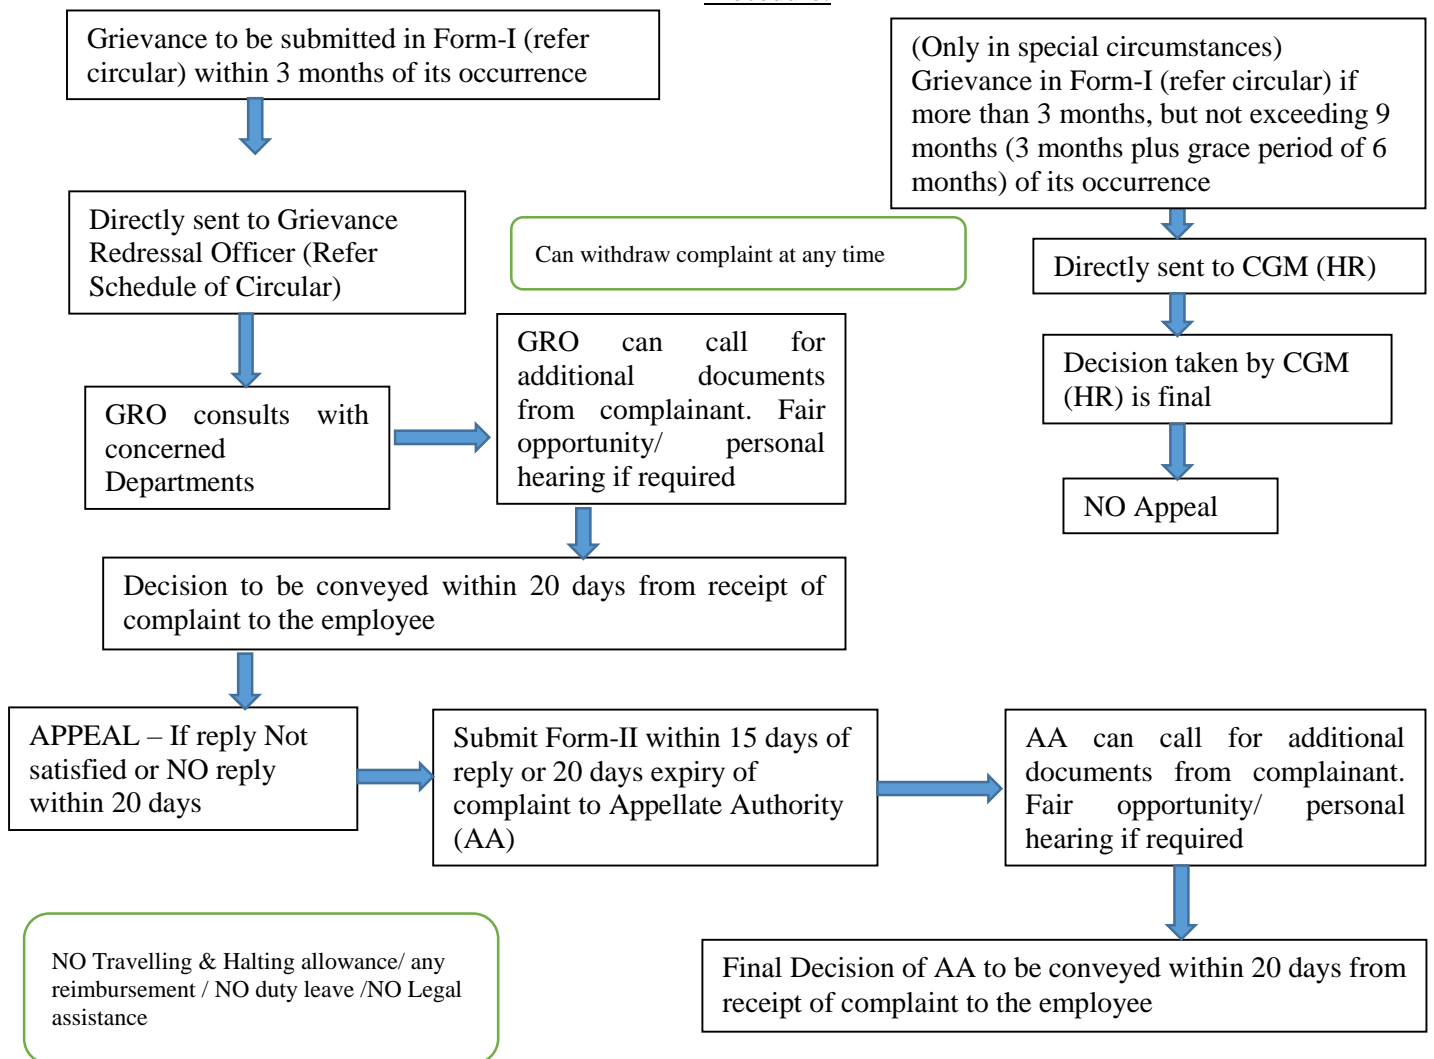 Grievance to be submitted in Form-I (refer
circular) within 3 months of its occurrence
(Only in special circumstances)
Grievance in Form-I (refer circular) if
more than 3 months, but not exceeding 9
months (3 months plus grace period of 6
months) of its occurrence
Directly sent to Grievance
Redressal Officer (Refer
Schedule of Circular)
Can withdraw complaint at any time
Directly sent to CGM (HR)
GRO consults with
concerned
Departments
GRO can call for
additional documents
from complainant. Fair
opportunity/ personal
hearing if required
Decision taken by CGM
(HR) is final
NO Appeal
Decision to be conveyed within 20 days from receipt of
complaint to the employee
APPEAL – If reply Not
satisfied or NO reply
within 20 days
Submit Form-II within 15 days of
reply or 20 days expiry of
complaint to Appellate Authority
(AA)
AA can call for additional
documents from complainant.
Fair opportunity/ personal
hearing if required
NO Travelling & Halting allowance/ any
reimbursement / NO duty leave /NO Legal
assistance
Final Decision of AA to be conveyed within 20 days from
receipt of complaint to the employee